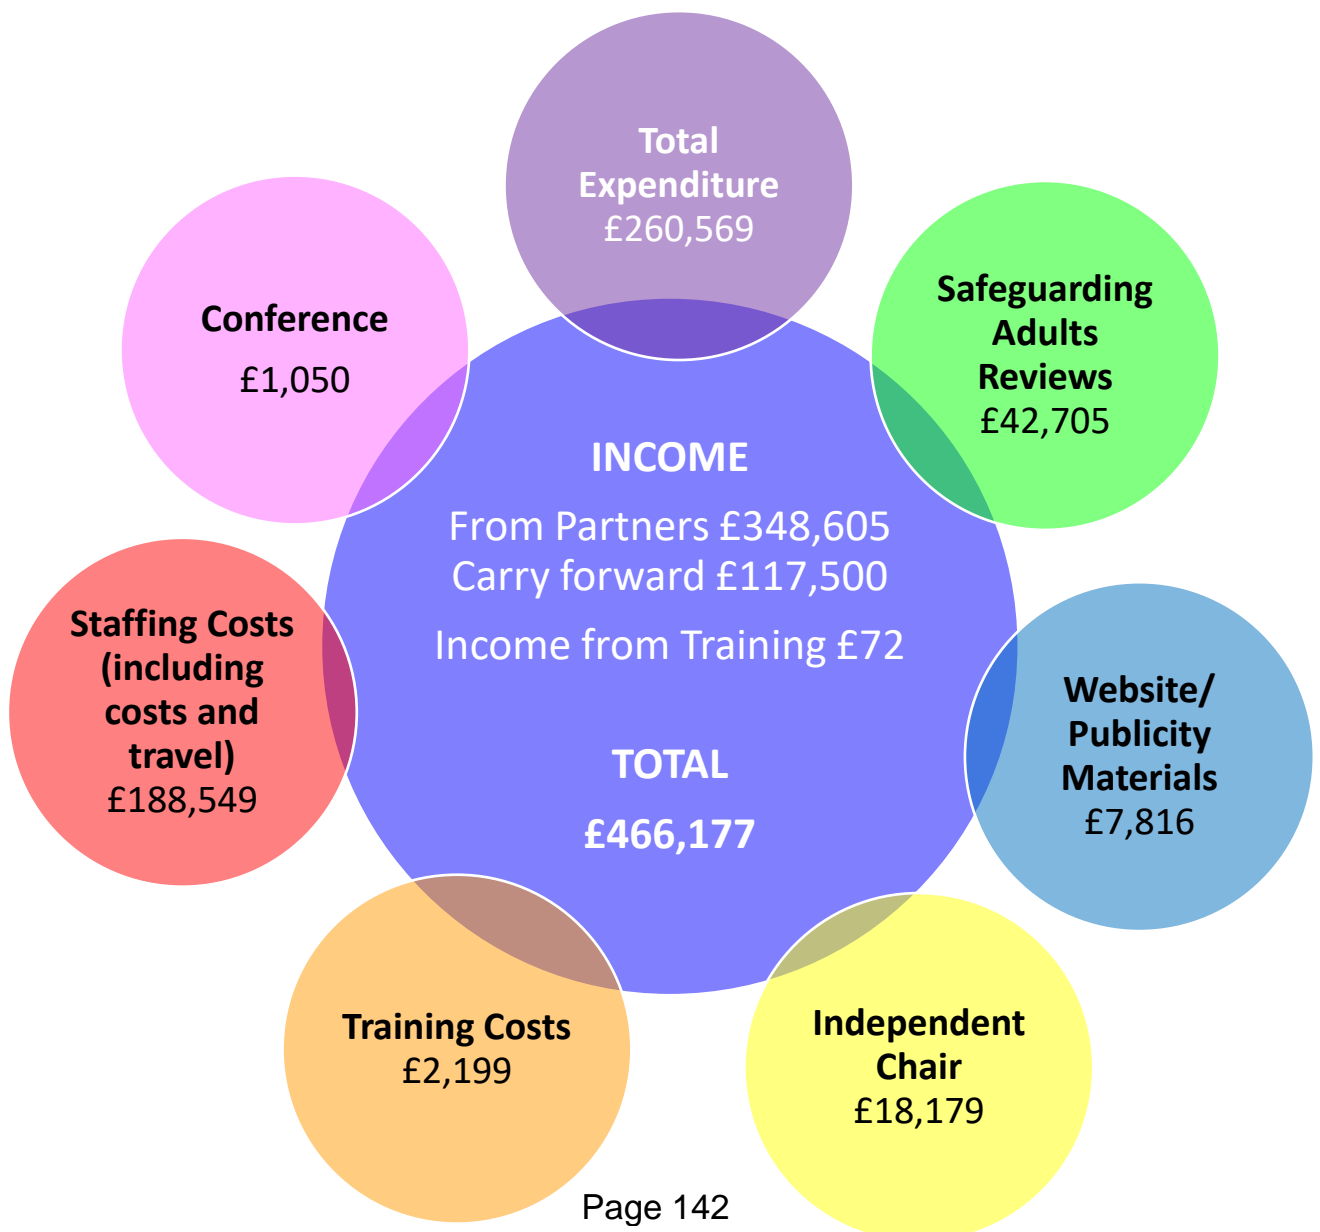 Total
Expenditure
£260,569
Safeguarding
Adults
Reviews
£42,705
Website/
Publicity
Materials
£7,816
Independent
Chair
£18,179
Training Costs
£2,199
Staffing Costs
(including
costs and
travel)
£188,549
Conference
£1,050
INCOME
From Partners £348,605
Carry forward £117,500
Income from Training £72
TOTAL
£466,177
Page 142